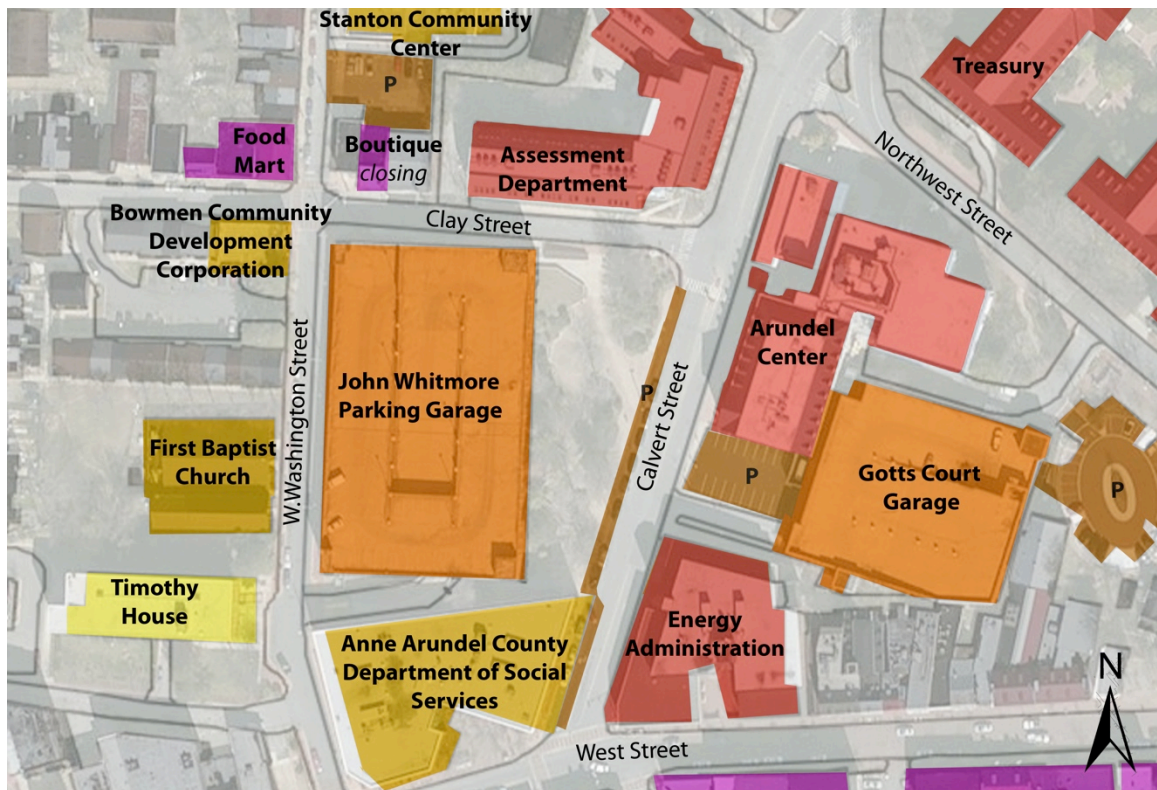 Stanton Community
Center
P
Treasury
Food
Mart
Boutique
closing
Assessment
Department
Northwest Street
Bowmen Community
Development
Corporation
Clay Street
W.Washington Street
John Whitmore
Parking Garage
P
Calvert Street
Arundel
Center
First Baptist
Church
P
Gotts Court
Garage
P
Timothy
House
Anne Arundel County
Department of Social
Services
Energy
Administration
West Street
N